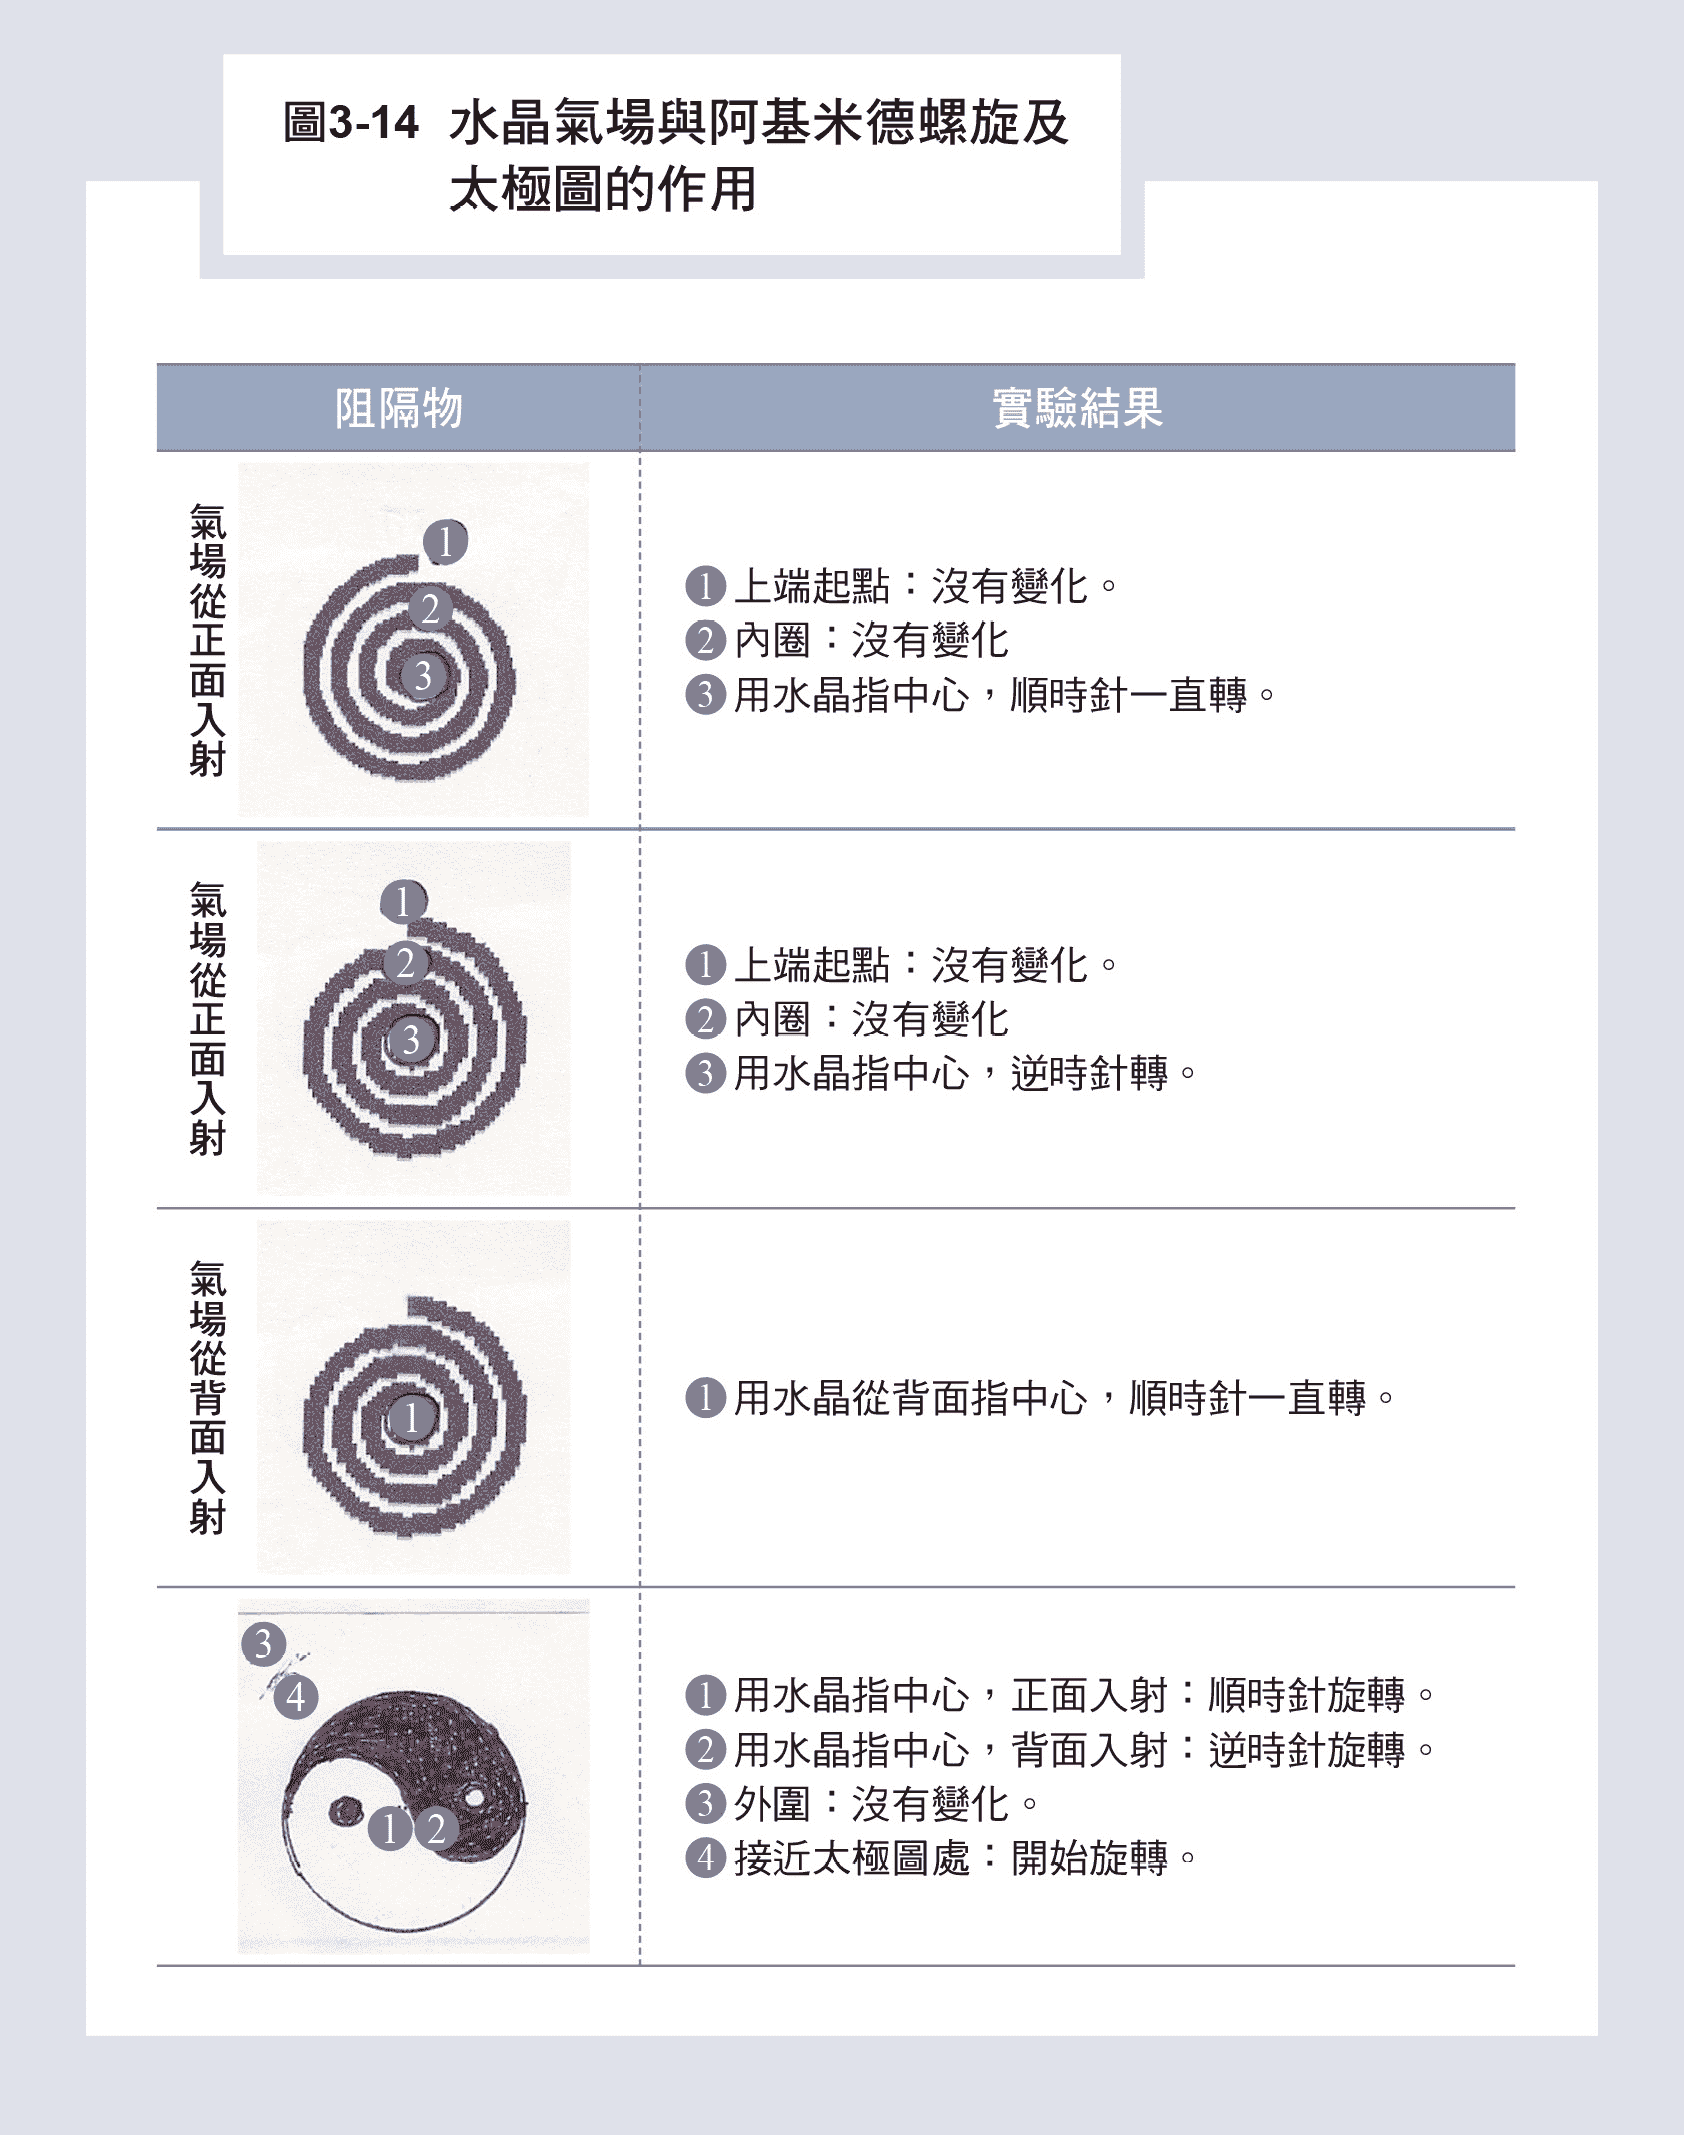 圖3-14 水晶氣場與阿基米德螺旋及
太極圖的作用
阻隔物
實驗結果
氣場從正面入射
1
2
3
❶上端起點：沒有變化。
❷內圈：沒有變化
❸用水晶指中心，順時針一直轉。
氣場從正面入射
1
2
3
❶上端起點：沒有變化。
❷內圈：沒有變化
❸用水晶指中心，逆時針轉。
氣場從背面入射
1
❶用水晶從背面指中心，順時針一直轉。
3
4
1 2
❶用水晶指中心，正面入射：順時針旋轉。
❷用水晶指中心，背面入射：逆時針旋轉。
❸外圍：沒有變化。
❹接近太極圖處：開始旋轉。